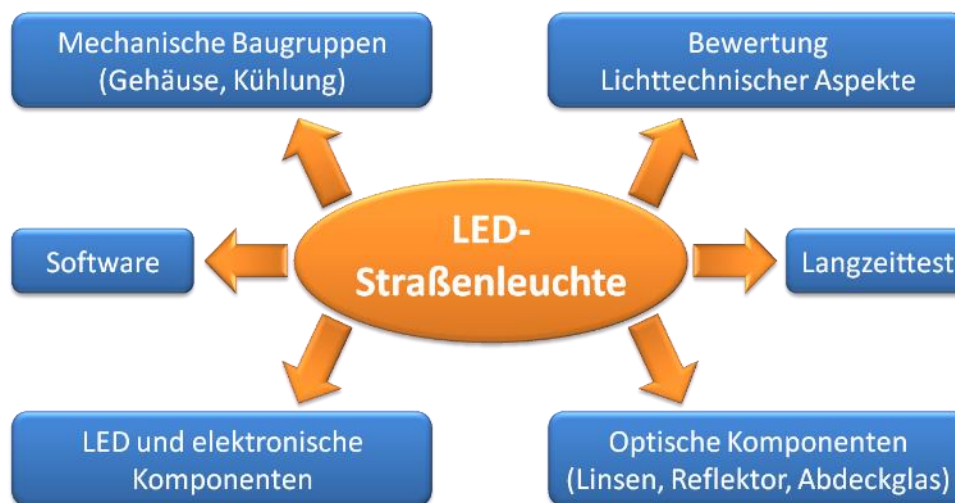 Mechanische Baugruppen
(Gehäuse, Kühlung)
Bewertung
Lichttechnischer Aspekte
Software
LED-
Straßenleuchte
Langzeittest
LED und elektronische
Komponenten
Optische Komponenten
(Linsen, Reflektor, Abdeckglas)